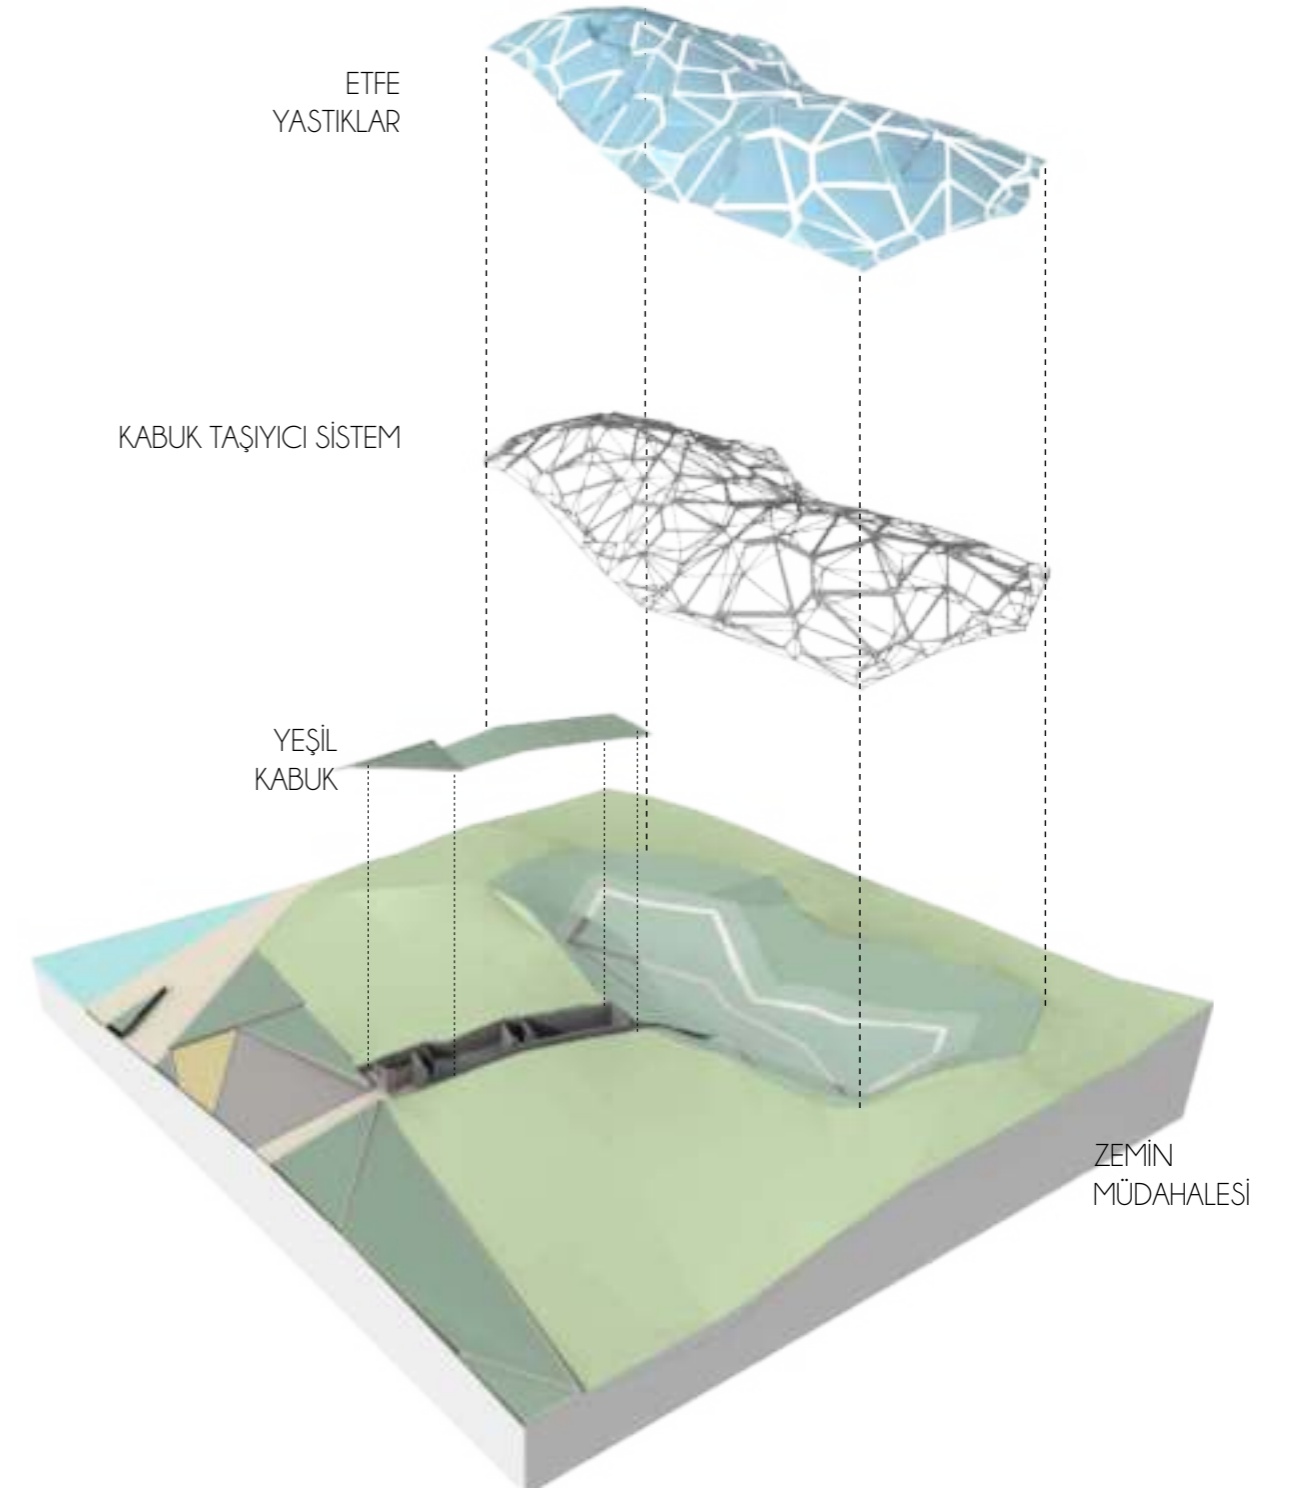 ETFE
YASTIKLAR
KABUK TAŞIYICI SİSTEM
YEŞİL
KABUK
ZEMİN
MÜDAHALESİ